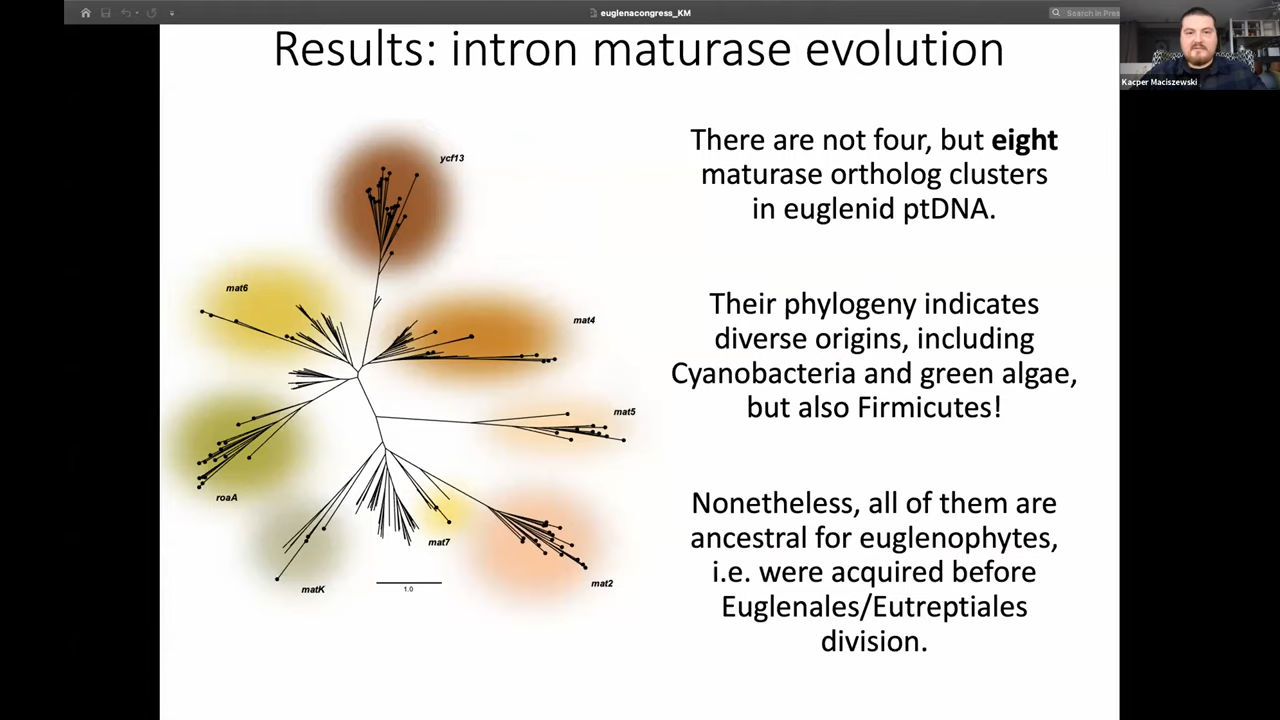 euglenacongress_KM
Search in Pres
Kacper Maciszewski
Results: intron maturase evolution
ycf13
mat6
mat4
mat5
roaA
mat7
matK
mat2
1.0
There are not four, but eight
maturase ortholog clusters
in euglenid ptDNA.
Their phylogeny indicates
diverse origins, including
Cyanobacteria and green algae,
but also Firmicutes!
Nonetheless, all of them are
ancestral for euglenophytes,
i.e. were acquired before
Euglenales/Eutreptiales
division.